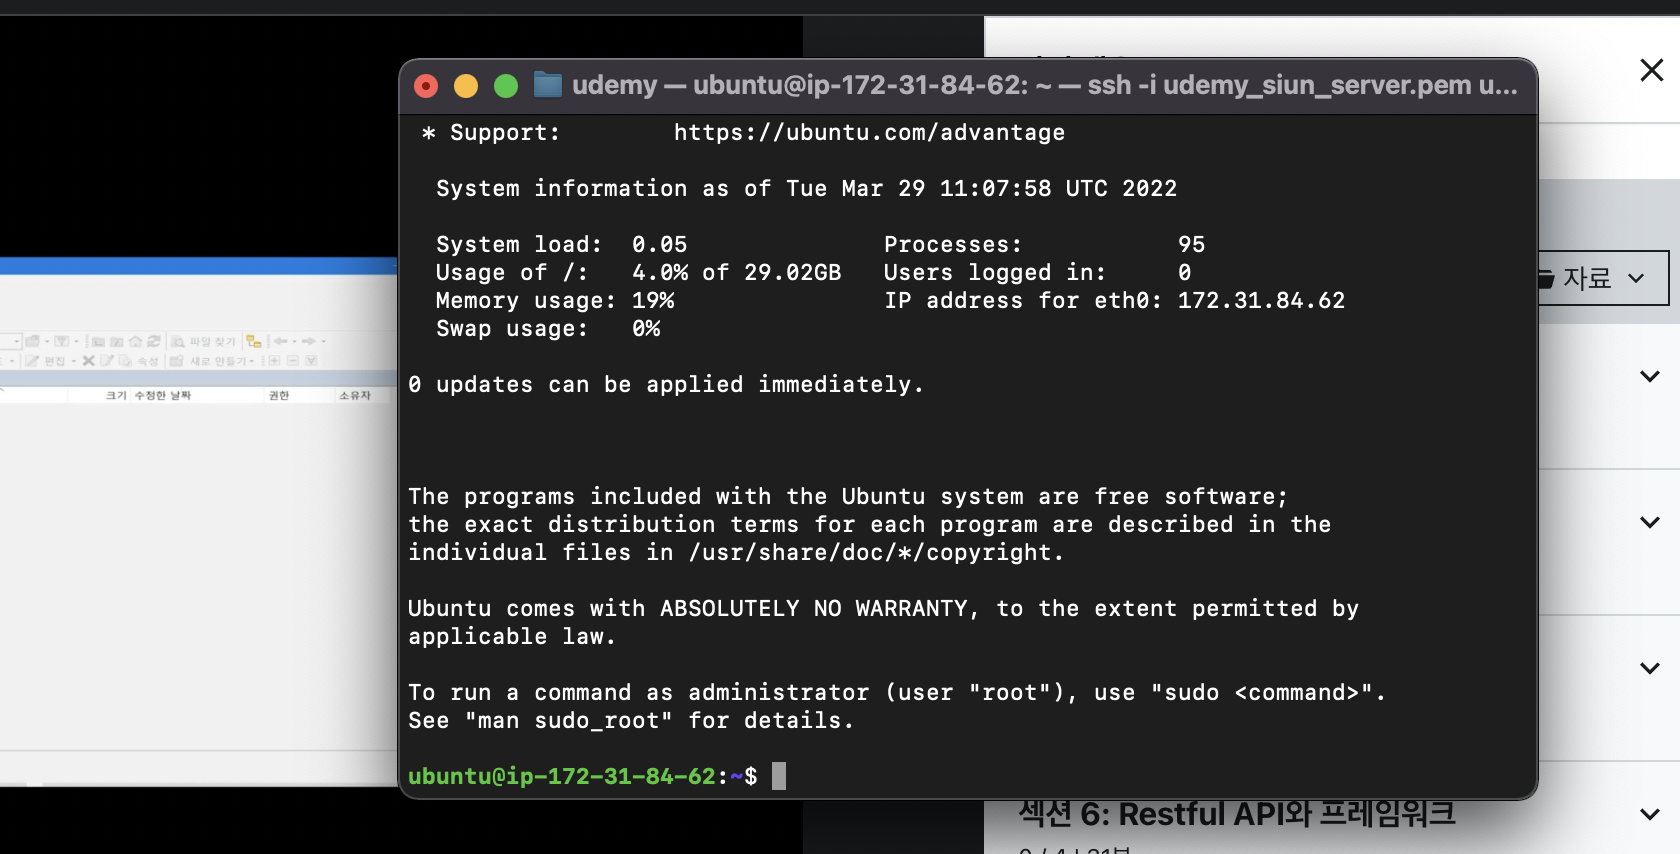 udemy — ubuntu@ip-172-31-84-62: ~ — ssh -i udemy_siun_server.pem u...
* Support:        https://ubuntu.com/advantage
System information as of Tue Mar 29 11:07:58 UTC 2022
System load:  0.05              Processes:           95
Usage of /:   4.0% of 29.02GB   Users logged in:     0
Memory usage: 19%               IP address for eth0: 172.31.84.62
Swap usage:   0%
0 updates can be applied immediately.
The programs included with the Ubuntu system are free software;
the exact distribution terms for each program are described in the
individual files in /usr/share/doc/*/copyright.
Ubuntu comes with ABSOLUTELY NO WARRANTY, to the extent permitted by
applicable law.
To run a command as administrator (user "root"), use "sudo <command>".
See "man sudo_root" for details.
ubuntu@ip-172-31-84-62:~$
자료
파일 찾기
편집 속성 새로 만들기
크기 수정한 날짜 권한 소유자
섹션 6: Restful API와 프레임워크